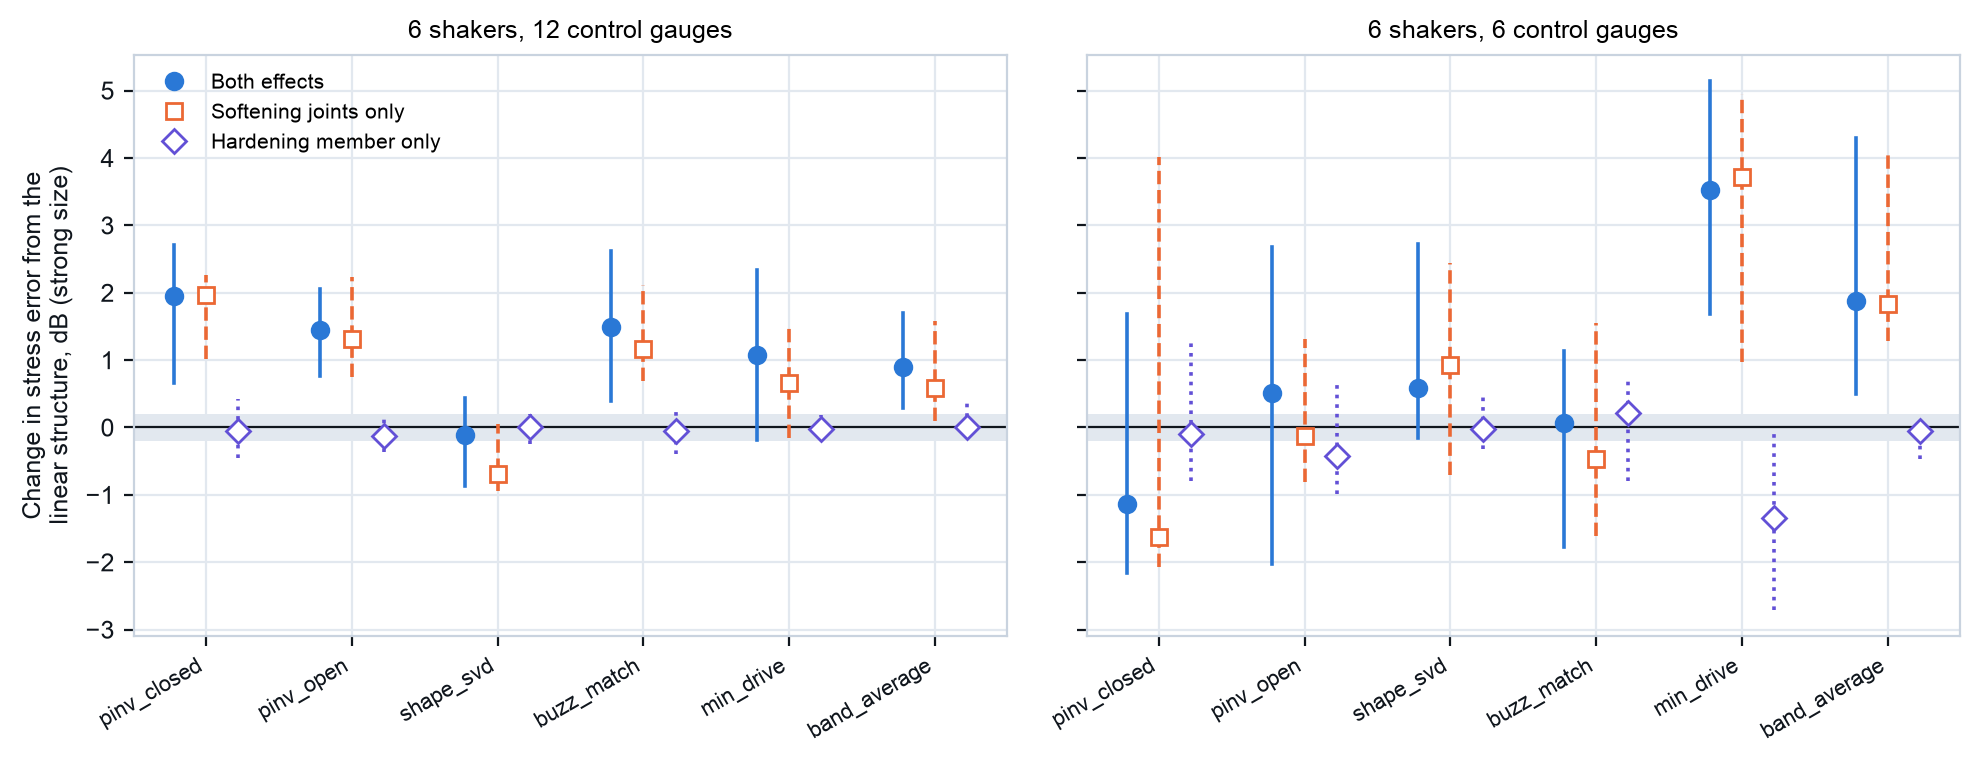 6 shakers, 12 control gauges
6 shakers, 6 control gauges
Both effects
Softening joints only
Hardening member only
Change in stress error from the
linear structure, dB (strong size)
5
4
3
2
1
0
−1
−2
−3
pinv_closed
pinv_open
shape_svd
buzz_match
min_drive
band_average
pinv_closed
pinv_open
shape_svd
buzz_match
min_drive
band_average